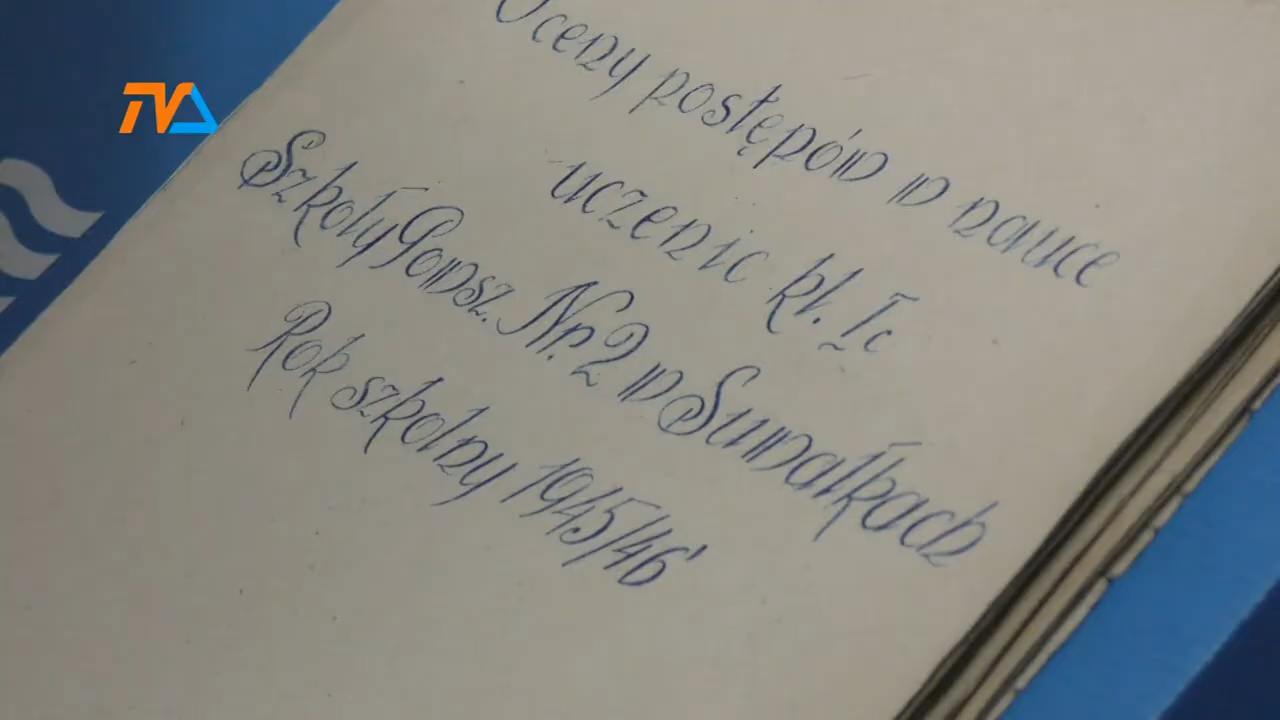 TVA
Oceny postępów w nauce
uczenic kl. Ic
Szkoły Powsz. Nr. 2 w Suwałkach
Rok szkolny 1945/46